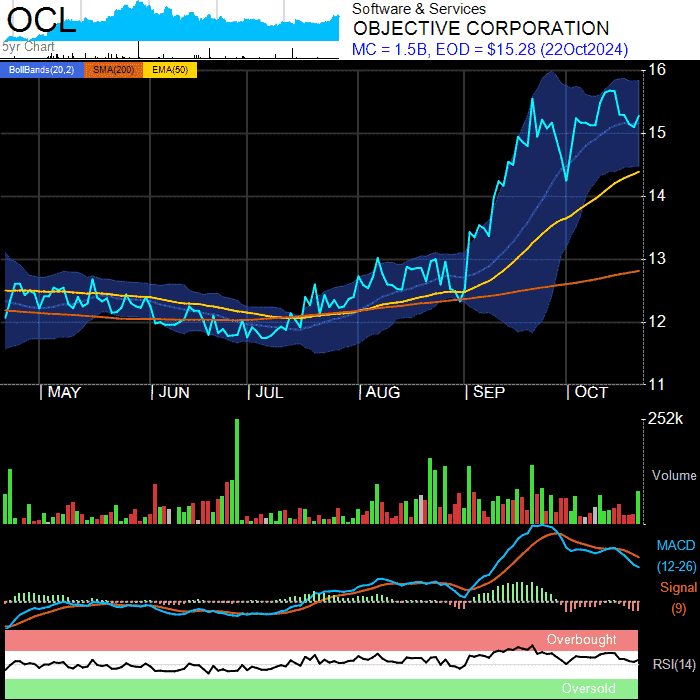 OCL
5yr Chart
Software & Services
OBJECTIVE CORPORATION
MC = 1.5B, EOD = $15.28 (22Oct2024)
BollBands(20,2) SMA(200) EMA(50)
16
15
14
13
12
11
MAY JUN JUL AUG SEP OCT
252k
Volume
MACD
(12-26)
Signal
(9)
Overbought
RSI(14)
Oversold